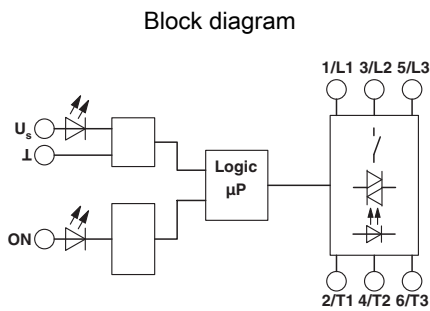 Block diagram
1/L1 3/L2 5/L3
Us
⊥
ON
Logic
µP
2/T1 4/T2 6/T3